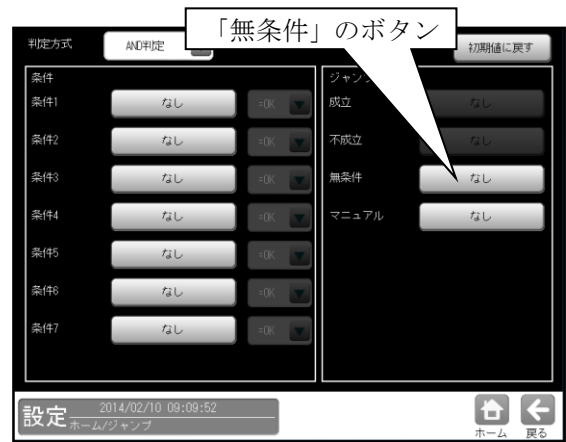 「無条件」のボタン
判定方式 AND判定 初期値に戻す
条件
条件1 なし =OK
条件2 なし =OK
条件3 なし =OK
条件4 なし =OK
条件5 なし =OK
条件6 なし =OK
条件7 なし =OK
ジャン
成立 なし
不成立 なし
無条件 なし
マニュアル なし
設定 2014/02/10 09:09:52
ホーム/ジャンプ
ホーム 戻る